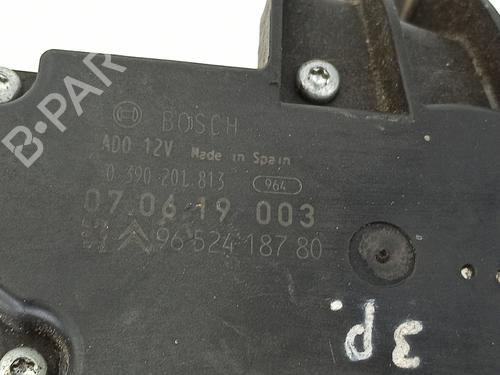 B-PART
BOSCH
ADO 12V Made in Spain
0 390 201 813 964
07.06.19 003
96 524 187 80
3P.